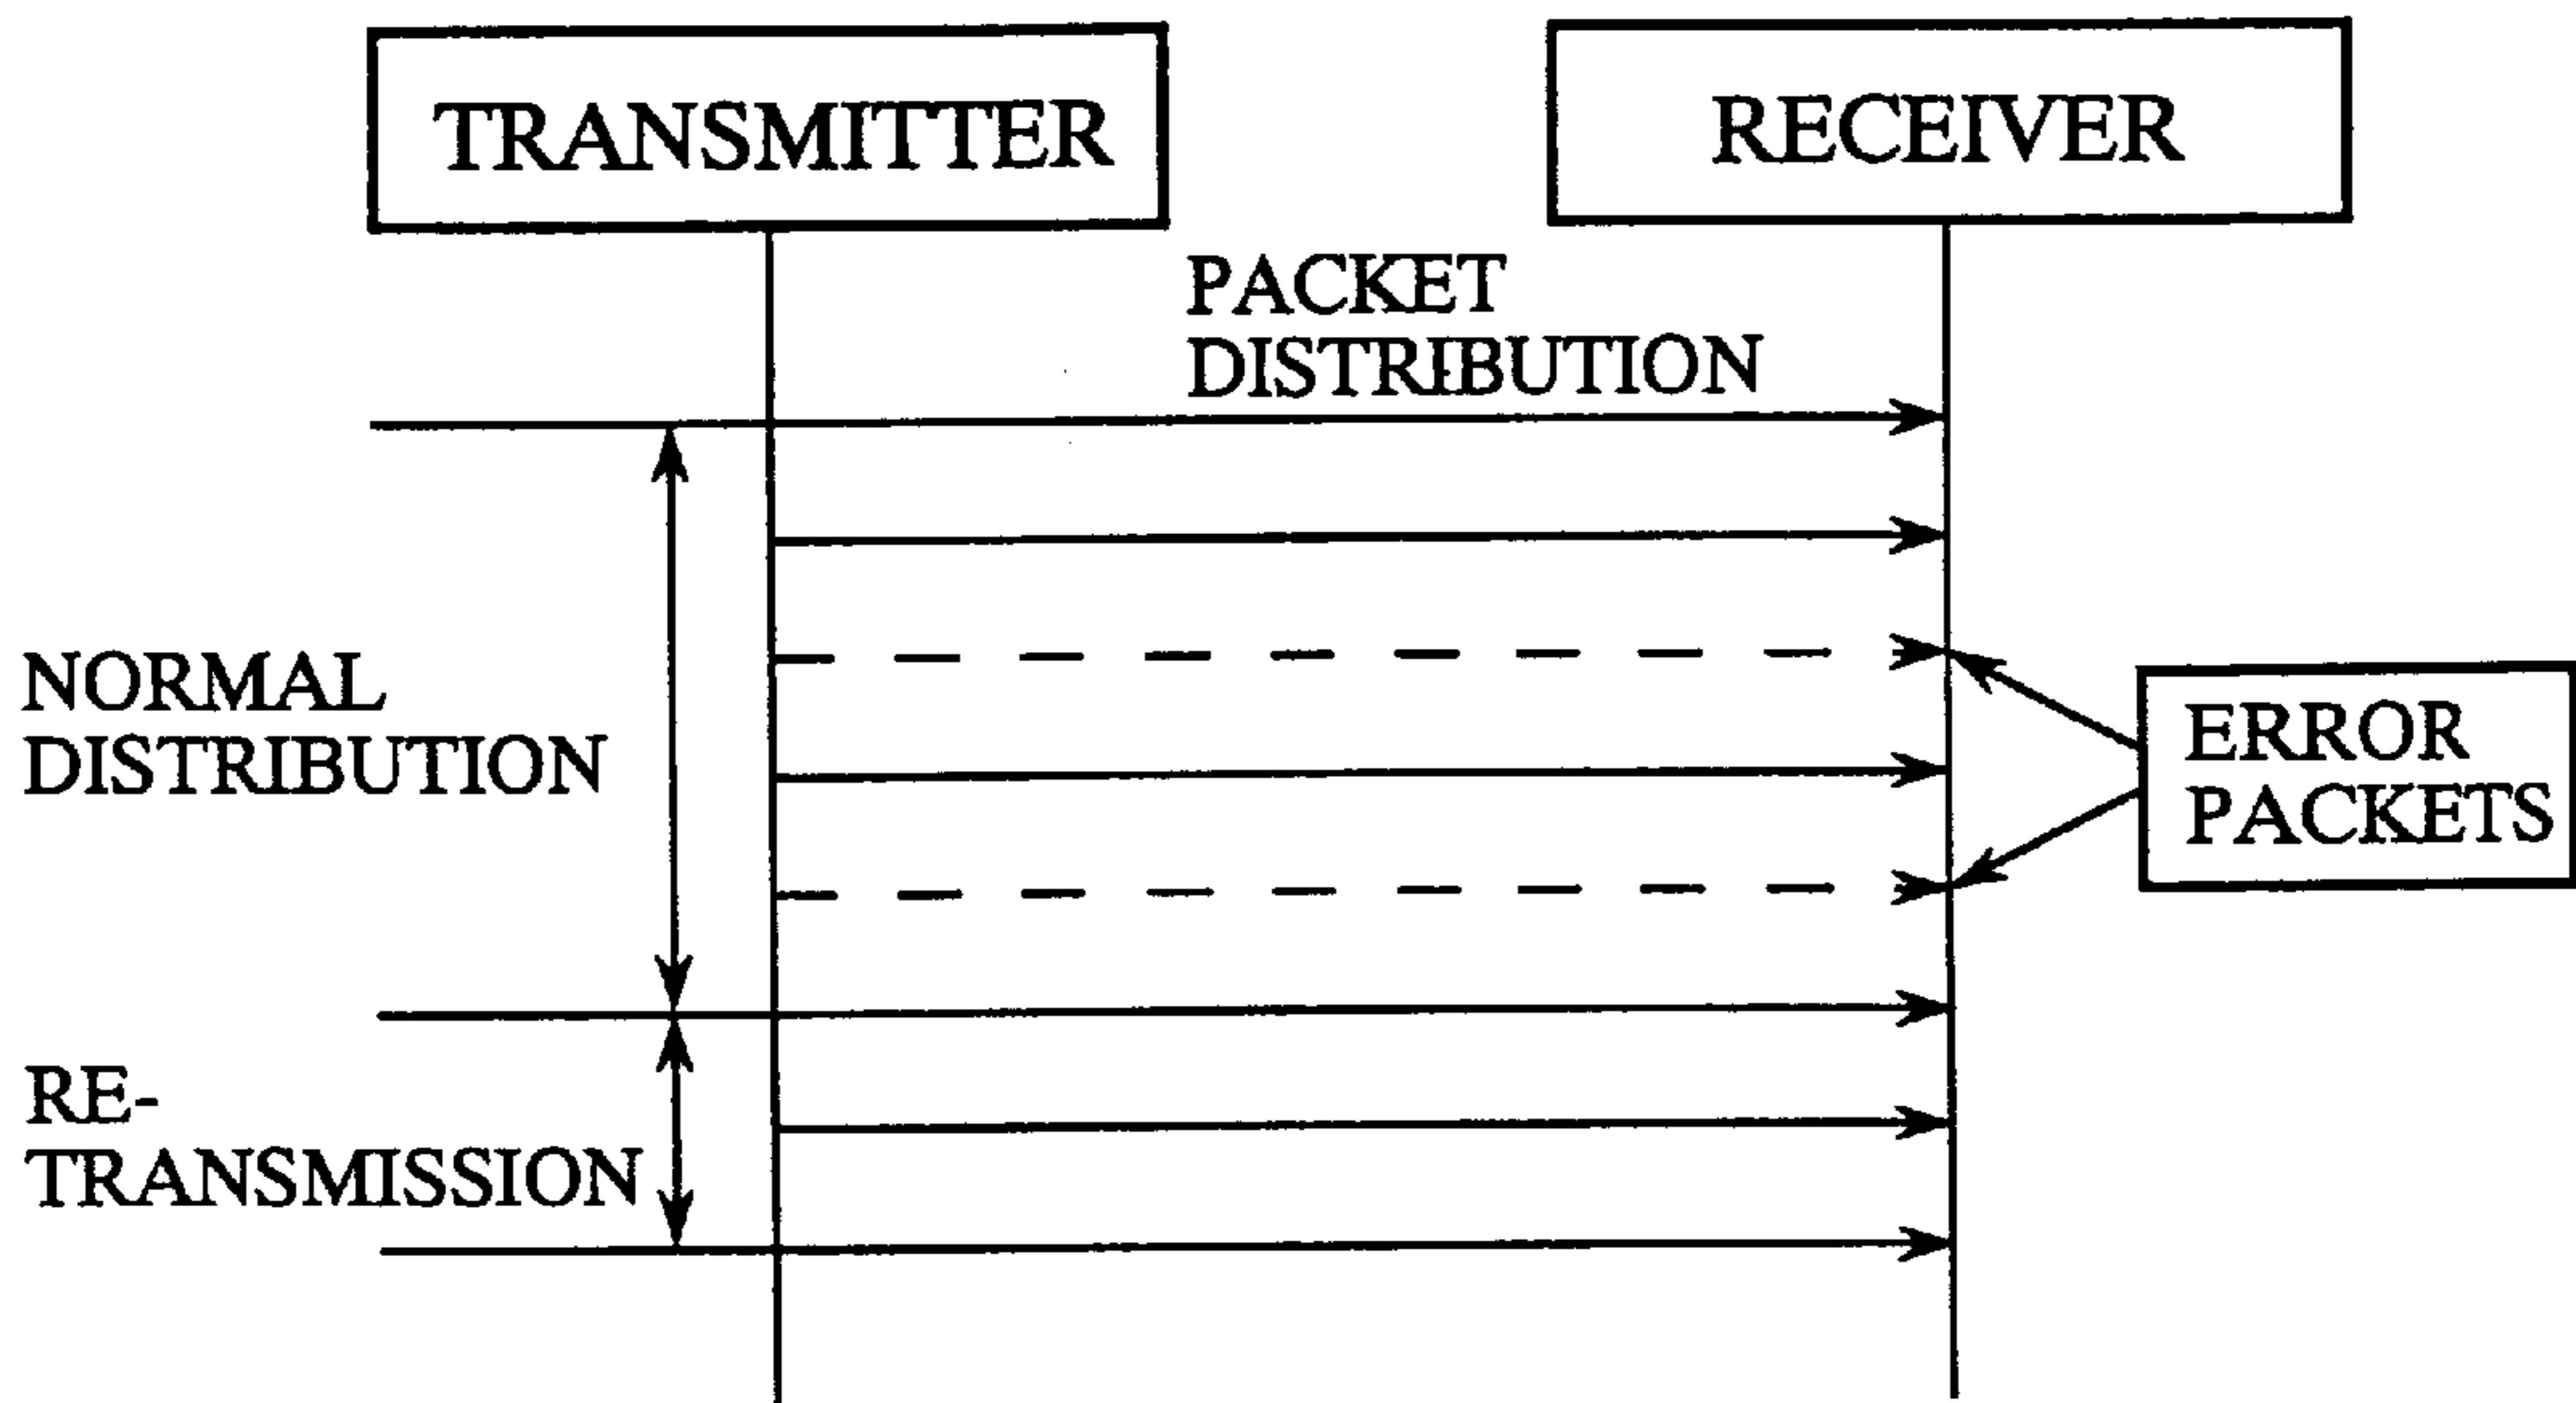 TRANSMITTER
RECEIVER
PACKET
DISTRIBUTION
NORMAL
DISTRIBUTION
ERROR
PACKETS
RE-
TRANSMISSION